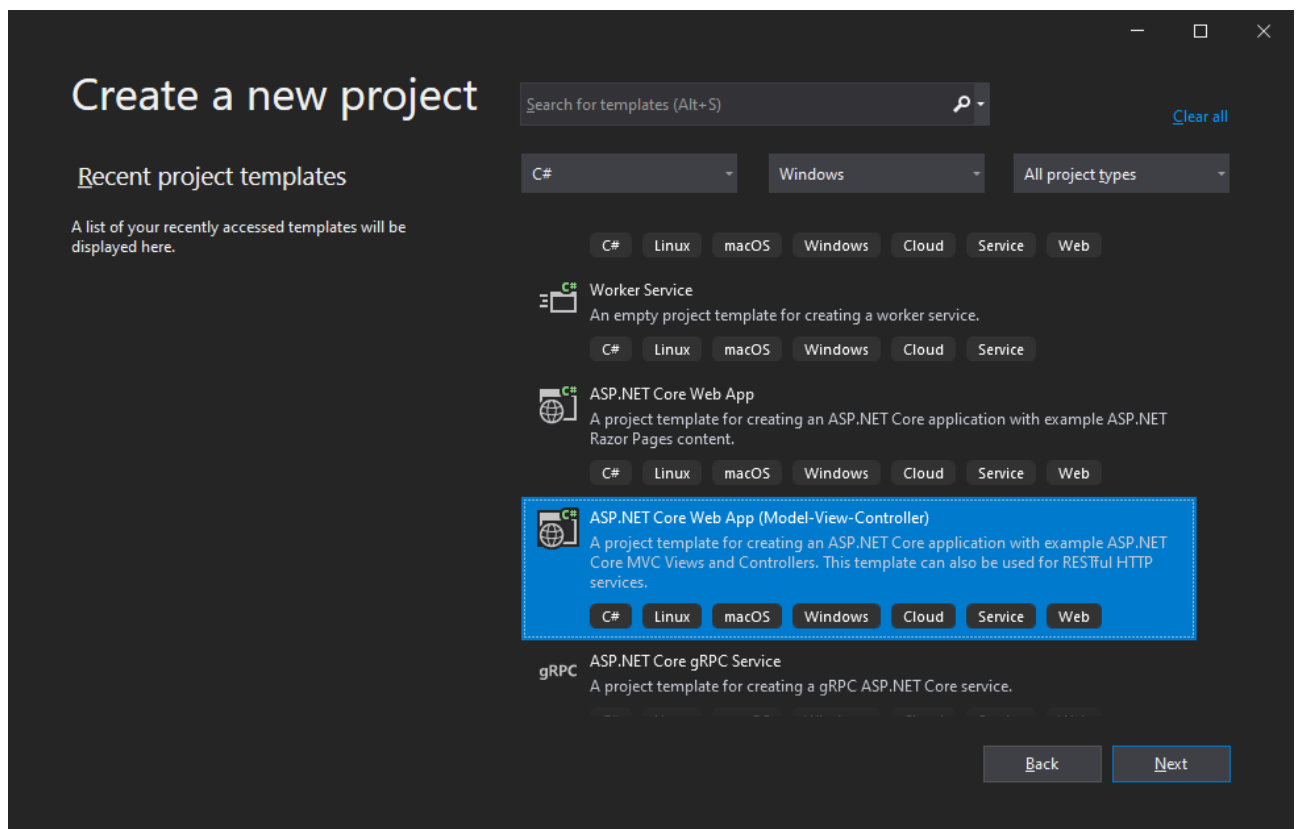 Create a new project
Search for templates (Alt+S)
Clear all
Recent project templates
C# Windows All project types
A list of your recently accessed templates will be
displayed here.
C# Linux macOS Windows Cloud Service Web
C#
Worker Service
An empty project template for creating a worker service.
C# Linux macOS Windows Cloud Service
C#
ASP.NET Core Web App
A project template for creating an ASP.NET Core application with example ASP.NET
Razor Pages content.
C# Linux macOS Windows Cloud Service Web
C#
ASP.NET Core Web App (Model-View-Controller)
A project template for creating an ASP.NET Core application with example ASP.NET
Core MVC Views and Controllers. This template can also be used for RESTful HTTP
services.
C# Linux macOS Windows Cloud Service Web
gRPC
ASP.NET Core gRPC Service
A project template for creating a gRPC ASP.NET Core service.
Back Next